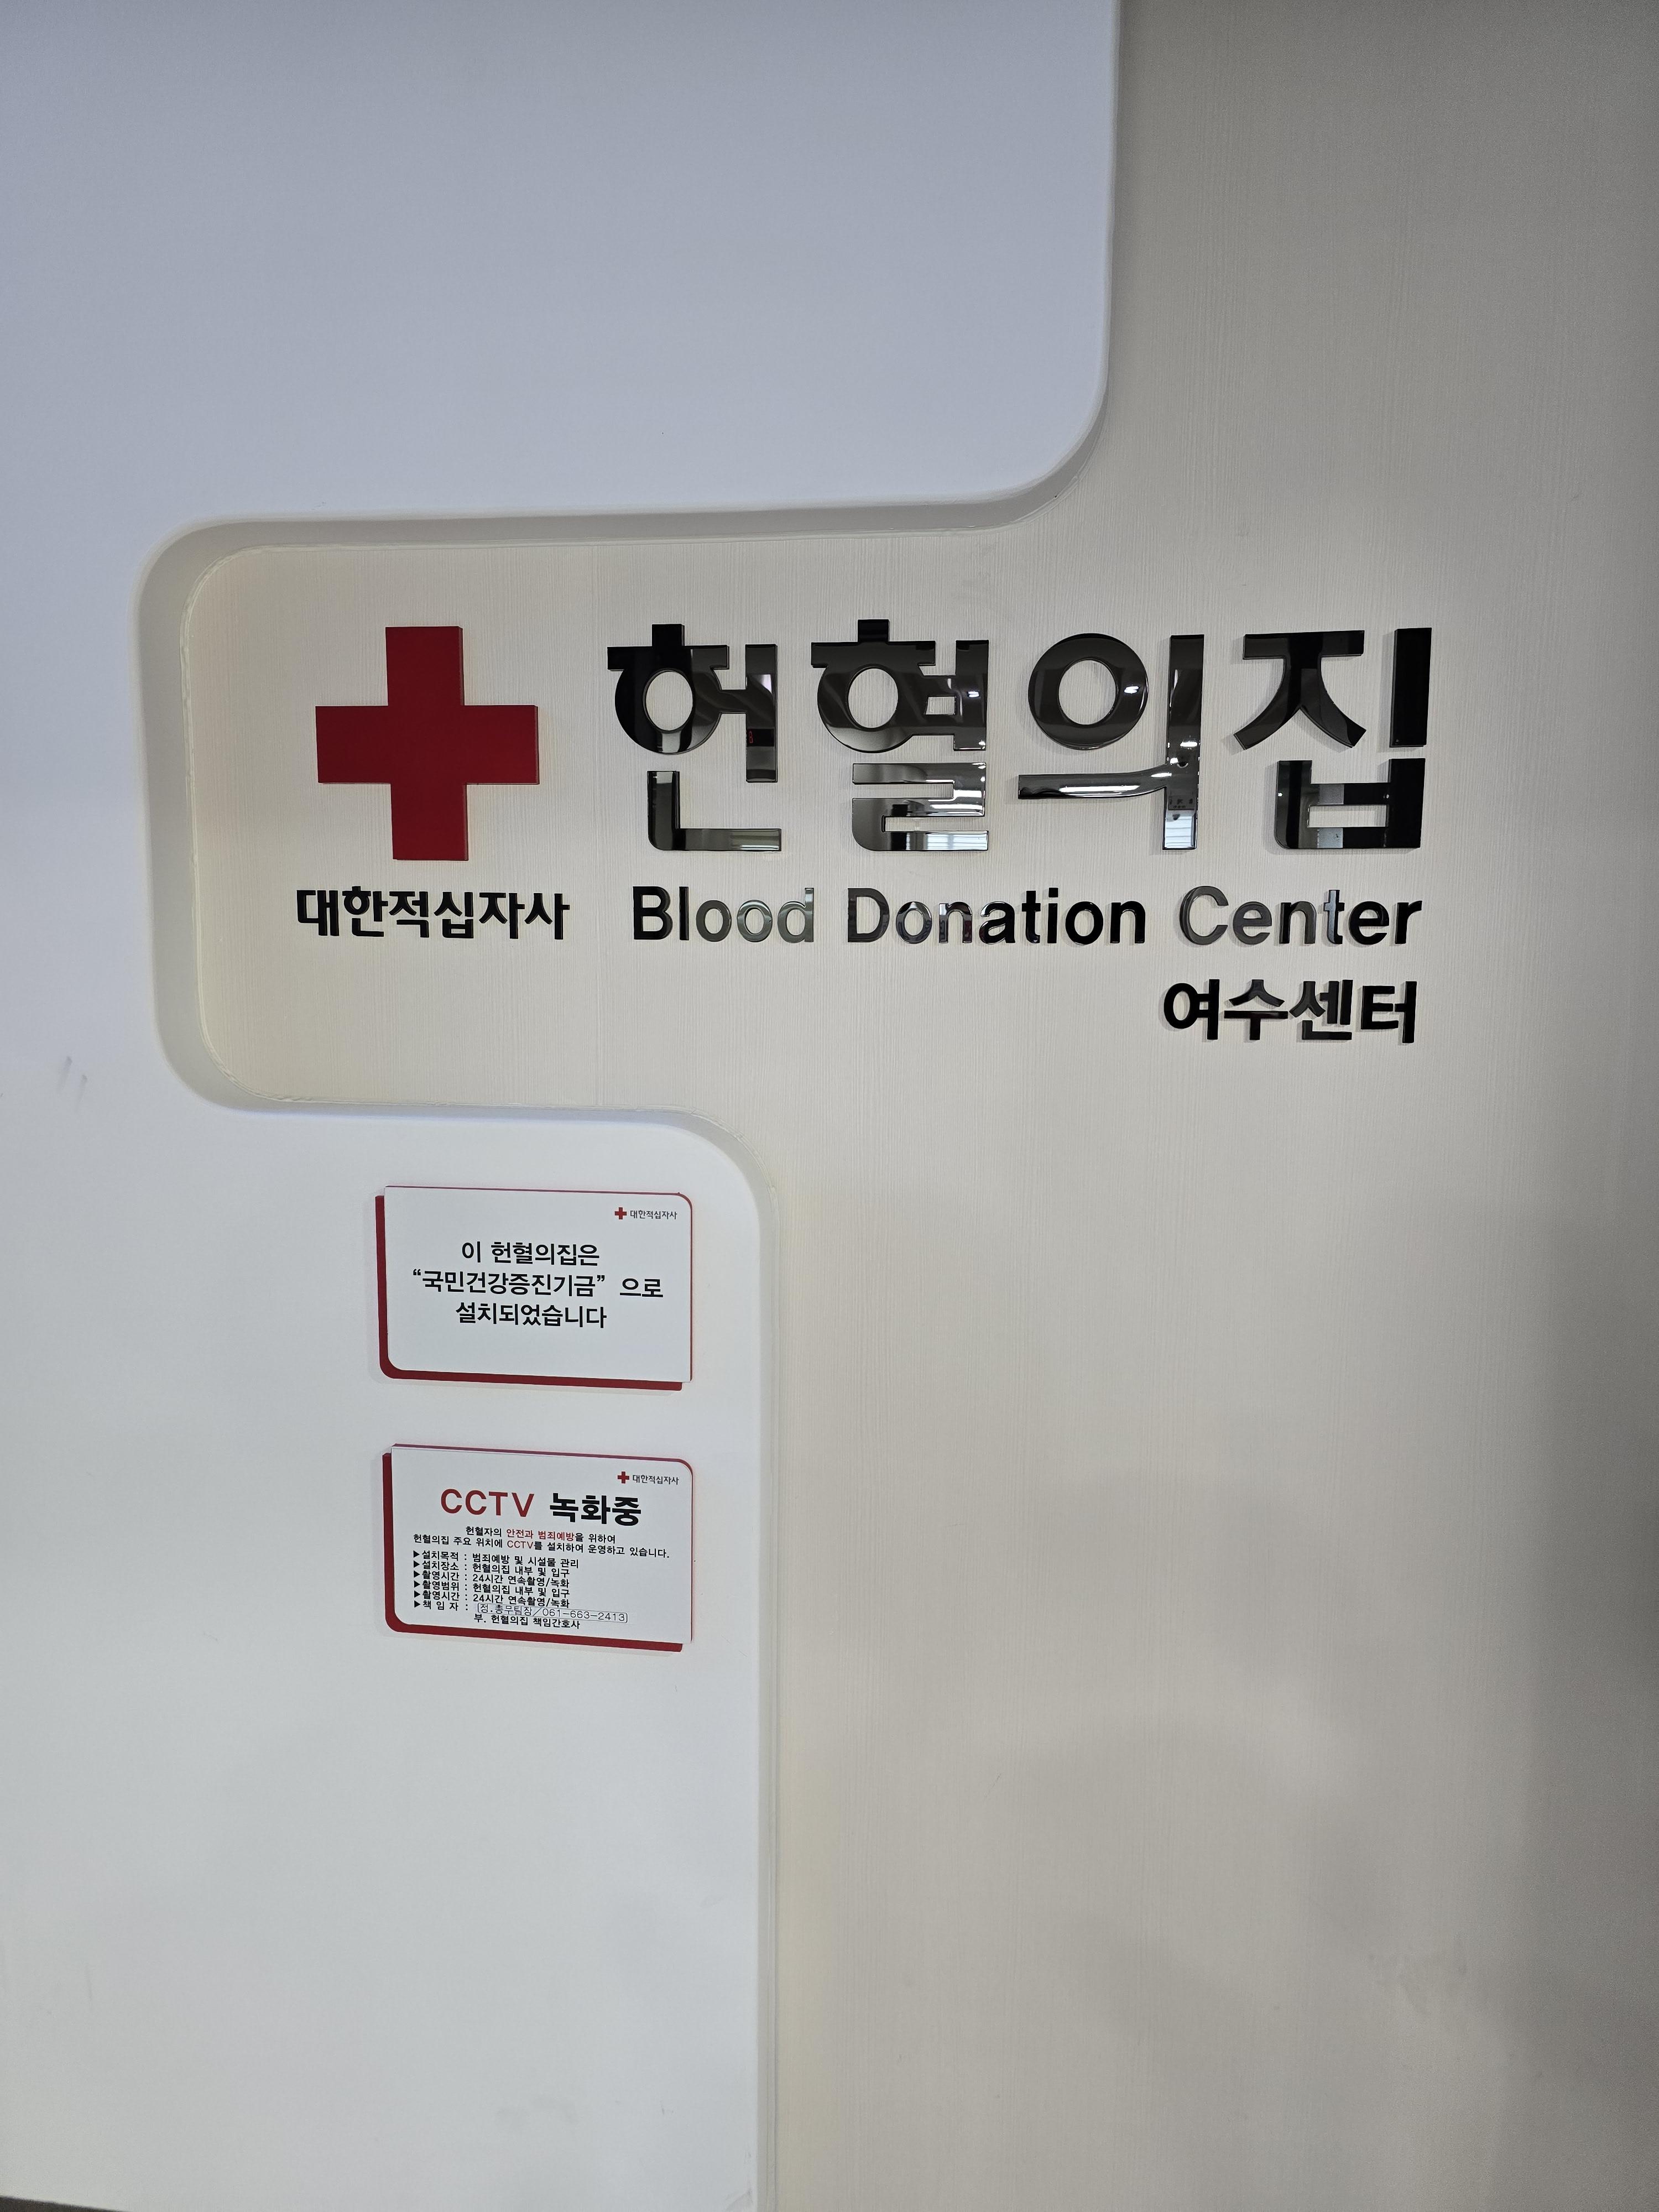 헌혈의집
대한적십자사 Blood Donation Center
여수센터
대한적십자사
이 헌혈의집은
“국민건강증진기금” 으로
설치되었습니다
대한적십자사
CCTV 녹화중
헌혈자의 안전과 범죄예방을 위하여
헌혈의집 주요 위치에 CCTV를 설치하여 운영하고 있습니다.
▶설치목적 : 범죄예방 및 시설물 관리
▶설치장소 : 헌혈의집 내부 및 입구
▶촬영시간 : 24시간 연속촬영/녹화
▶촬영범위 : 헌혈의집 내부 및 입구
▶촬영시간 : 24시간 연속촬영/녹화
▶책 임 자 : 정.총무팀장/061-663-2413
부. 헌혈의집 책임간호사